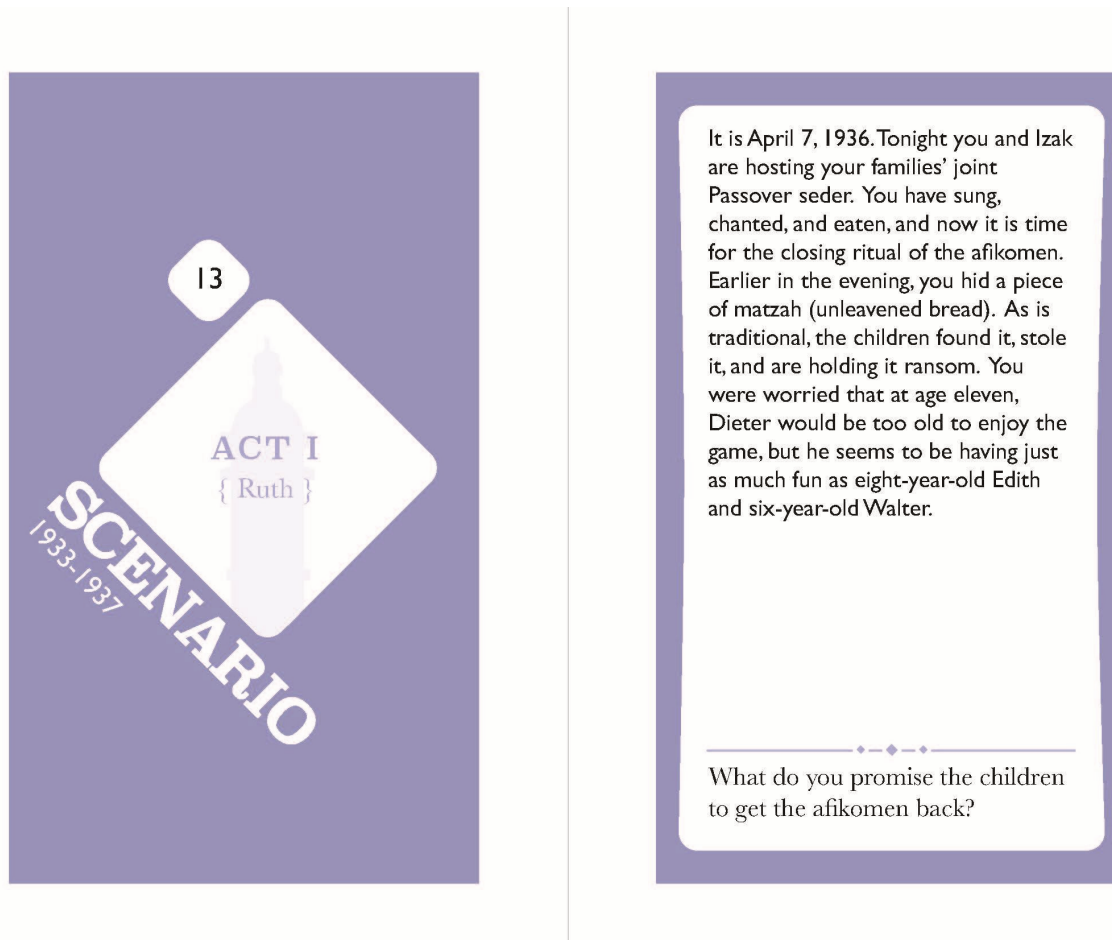 13
ACT I
{ Ruth }
SCENARIO
1933-1937
It is April 7, 1936. Tonight you and Izak
are hosting your families’ joint
Passover seder. You have sung,
chanted, and eaten, and now it is time
for the closing ritual of the afikomen.
Earlier in the evening, you hid a piece
of matzah (unleavened bread). As is
traditional, the children found it, stole
it, and are holding it ransom. You
were worried that at age eleven,
Dieter would be too old to enjoy the
game, but he seems to be having just
as much fun as eight-year-old Edith
and six-year-old Walter.
What do you promise the children
to get the afikomen back?